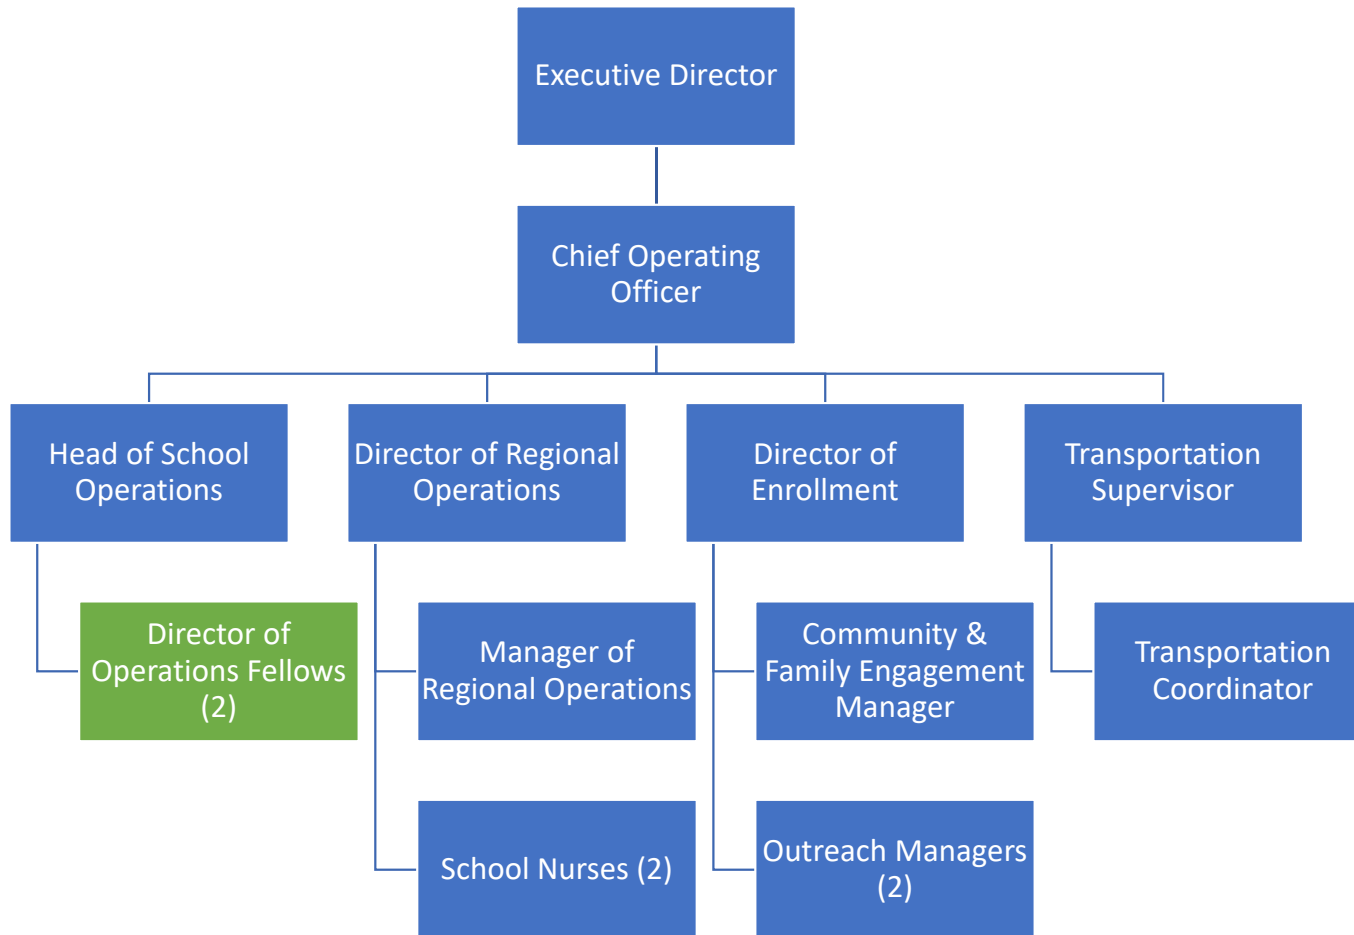 Executive Director
Chief Operating
Officer
Head of School
Operations
Director of Regional
Operations
Director of
Enrollment
Transportation
Supervisor
Director of
Operations Fellows
(2)
Manager of
Regional Operations
Community &
Family Engagement
Manager
Transportation
Coordinator
School Nurses (2)
Outreach Managers
(2)